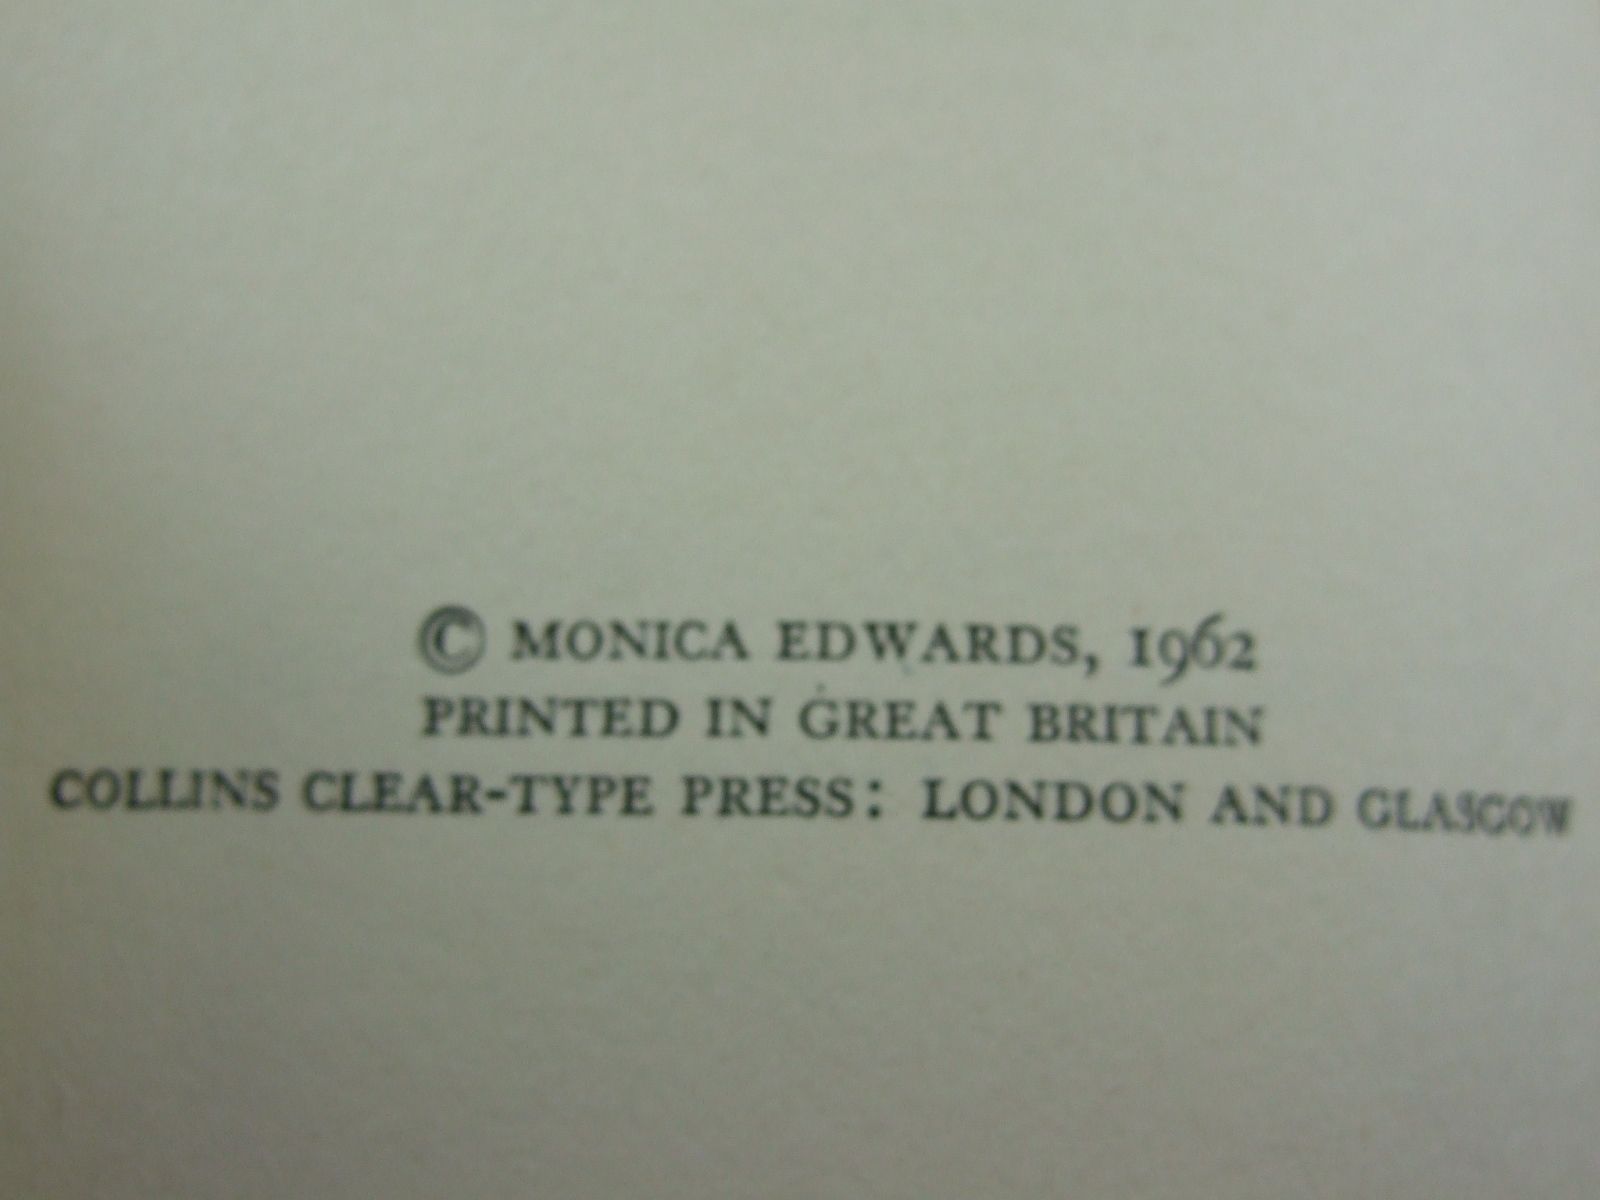 © MONICA EDWARDS, 1962
PRINTED IN GREAT BRITAIN
COLLINS CLEAR-TYPE PRESS: LONDON AND GLASGOW